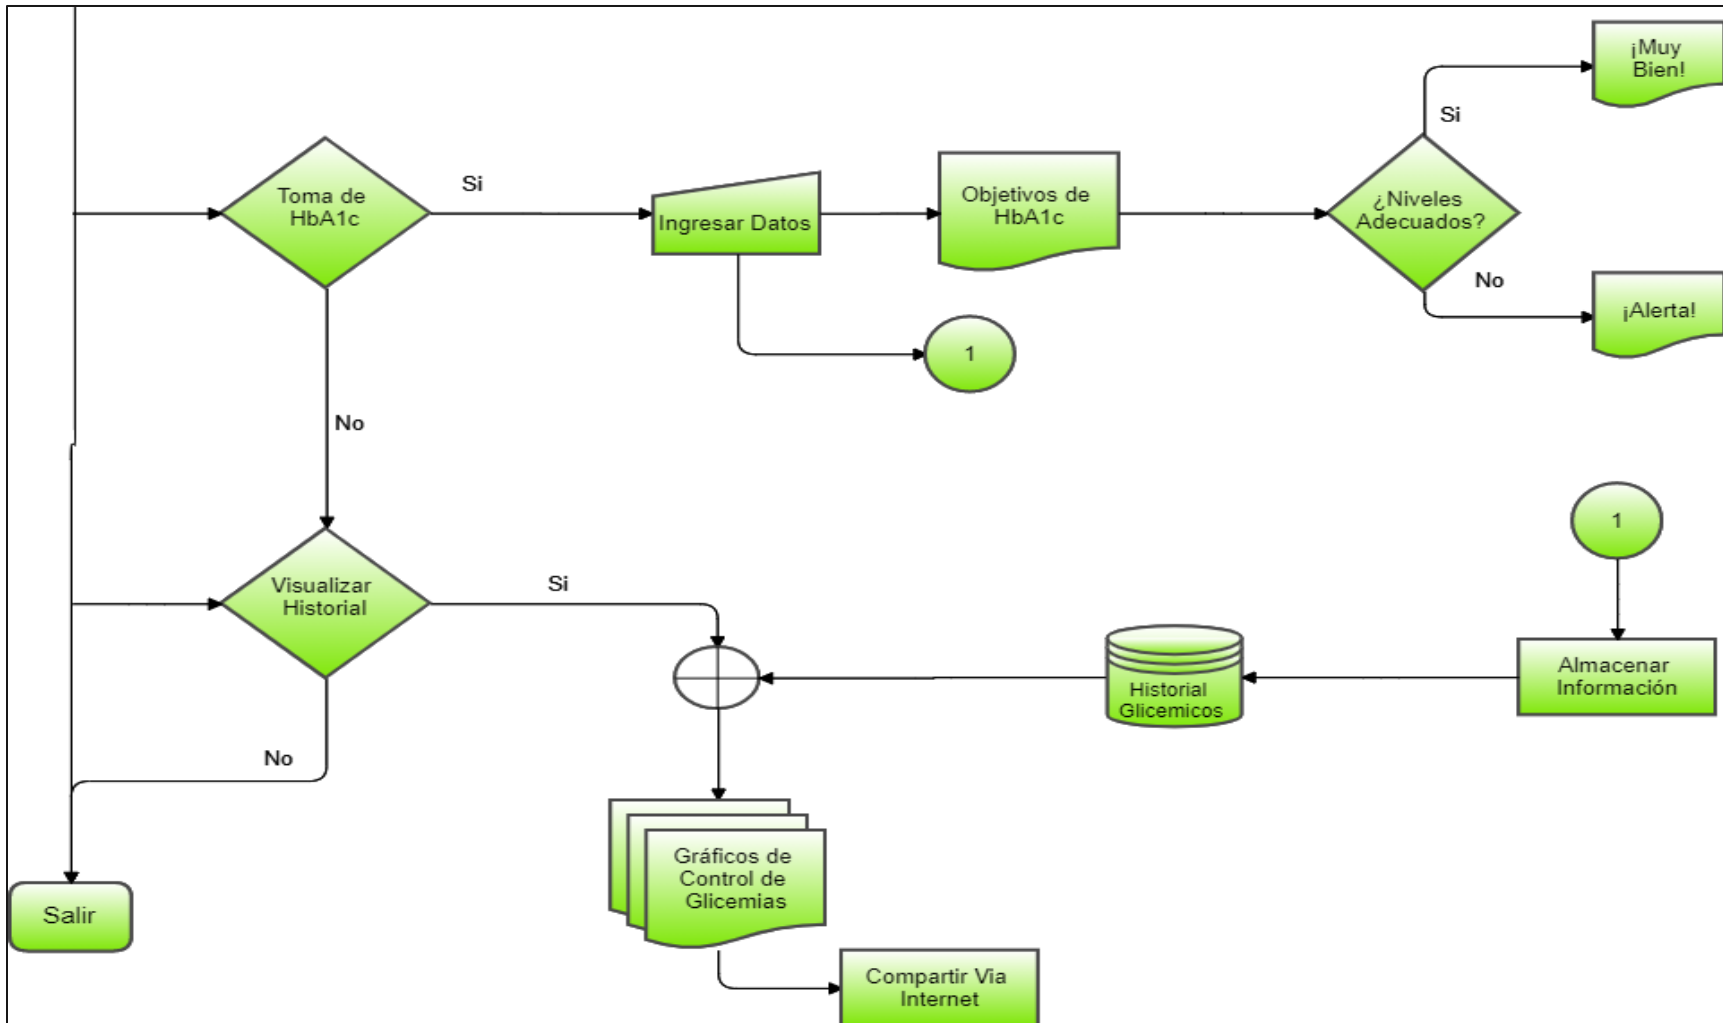 ¡Muy
Bien!
Si
Toma de
HbA1c
Si
Ingresar Datos
Objetivos de
HbA1c
¿Niveles
Adecuados?
No
¡Alerta!
1
No
1
Visualizar
Historial
Si
Historial
Glicemicos
Almacenar
Información
No
Gráficos de
Control de
Glicemias
Salir
Compartir Via
Internet